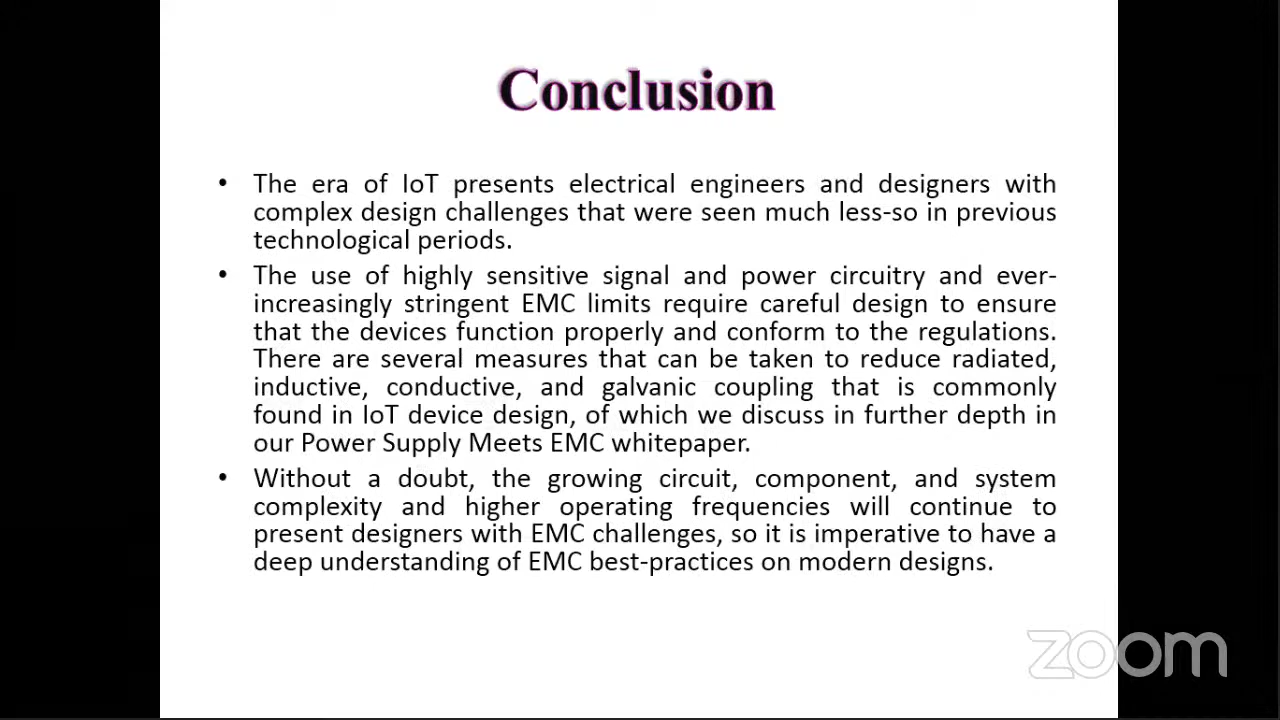 Conclusion
• The era of IoT presents electrical engineers and designers with
complex design challenges that were seen much less-so in previous
technological periods.
• The use of highly sensitive signal and power circuitry and ever-
increasingly stringent EMC limits require careful design to ensure
that the devices function properly and conform to the regulations.
There are several measures that can be taken to reduce radiated,
inductive, conductive, and galvanic coupling that is commonly
found in IoT device design, of which we discuss in further depth in
our Power Supply Meets EMC whitepaper.
• Without a doubt, the growing circuit, component, and system
complexity and higher operating frequencies will continue to
present designers with EMC challenges, so it is imperative to have a
deep understanding of EMC best-practices on modern designs.
zoom